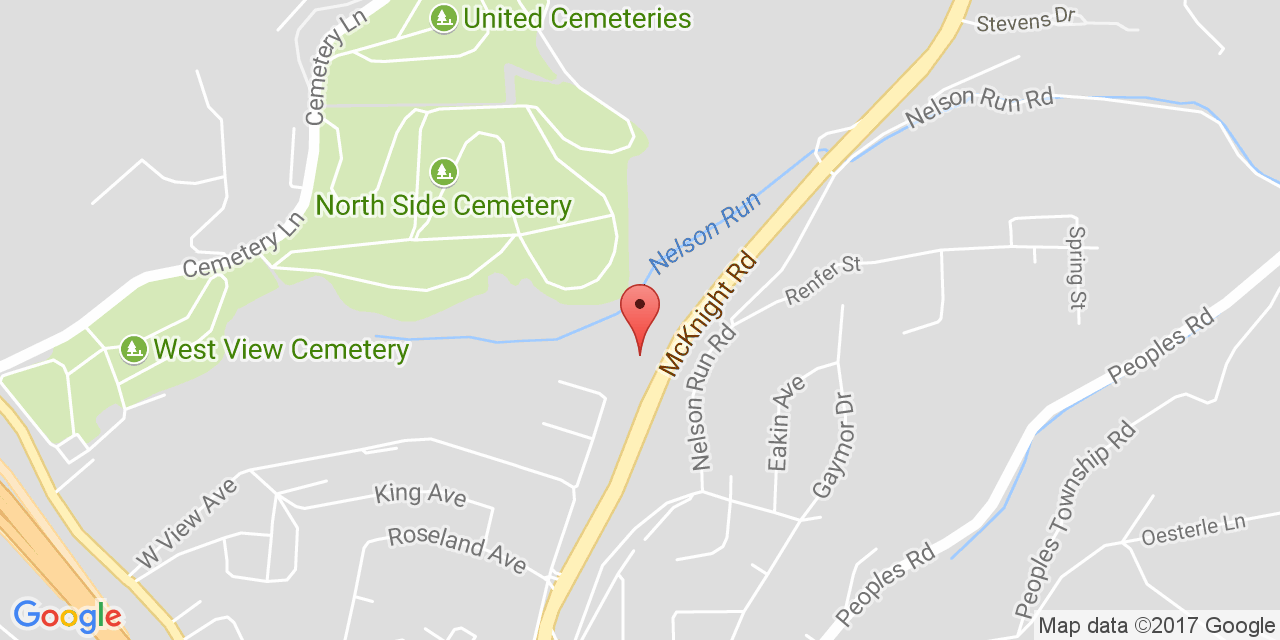 United Cemeteries
Stevens Dr
Cemetery Ln
Nelson Run Rd
North Side Cemetery
Nelson Run
Cemetery Ln
Spring St
Renfer St
McKnight Rd
West View Cemetery
Nelson Run Rd
Peoples Rd
Eakin Ave
Gaymor Dr
W View Ave
King Ave
Peoples Township Rd
Oesterle Ln
Roseland Ave
Peoples Rd
Google
Map data ©2017 Google